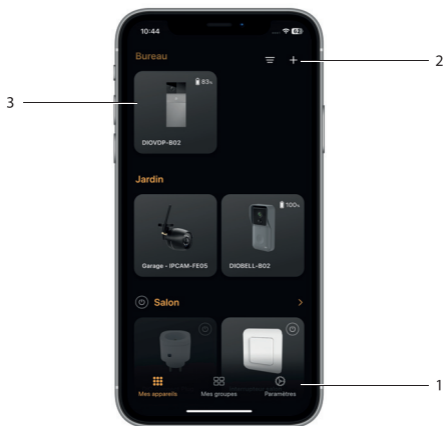 10:44
Bureau
2
3
83%
DIOVDP-B02
Jardin
100%
Garage - IPCAM-FE05
DIOBELL-B02
Salon
1
Mes appareils
Mes groupes
Paramètres